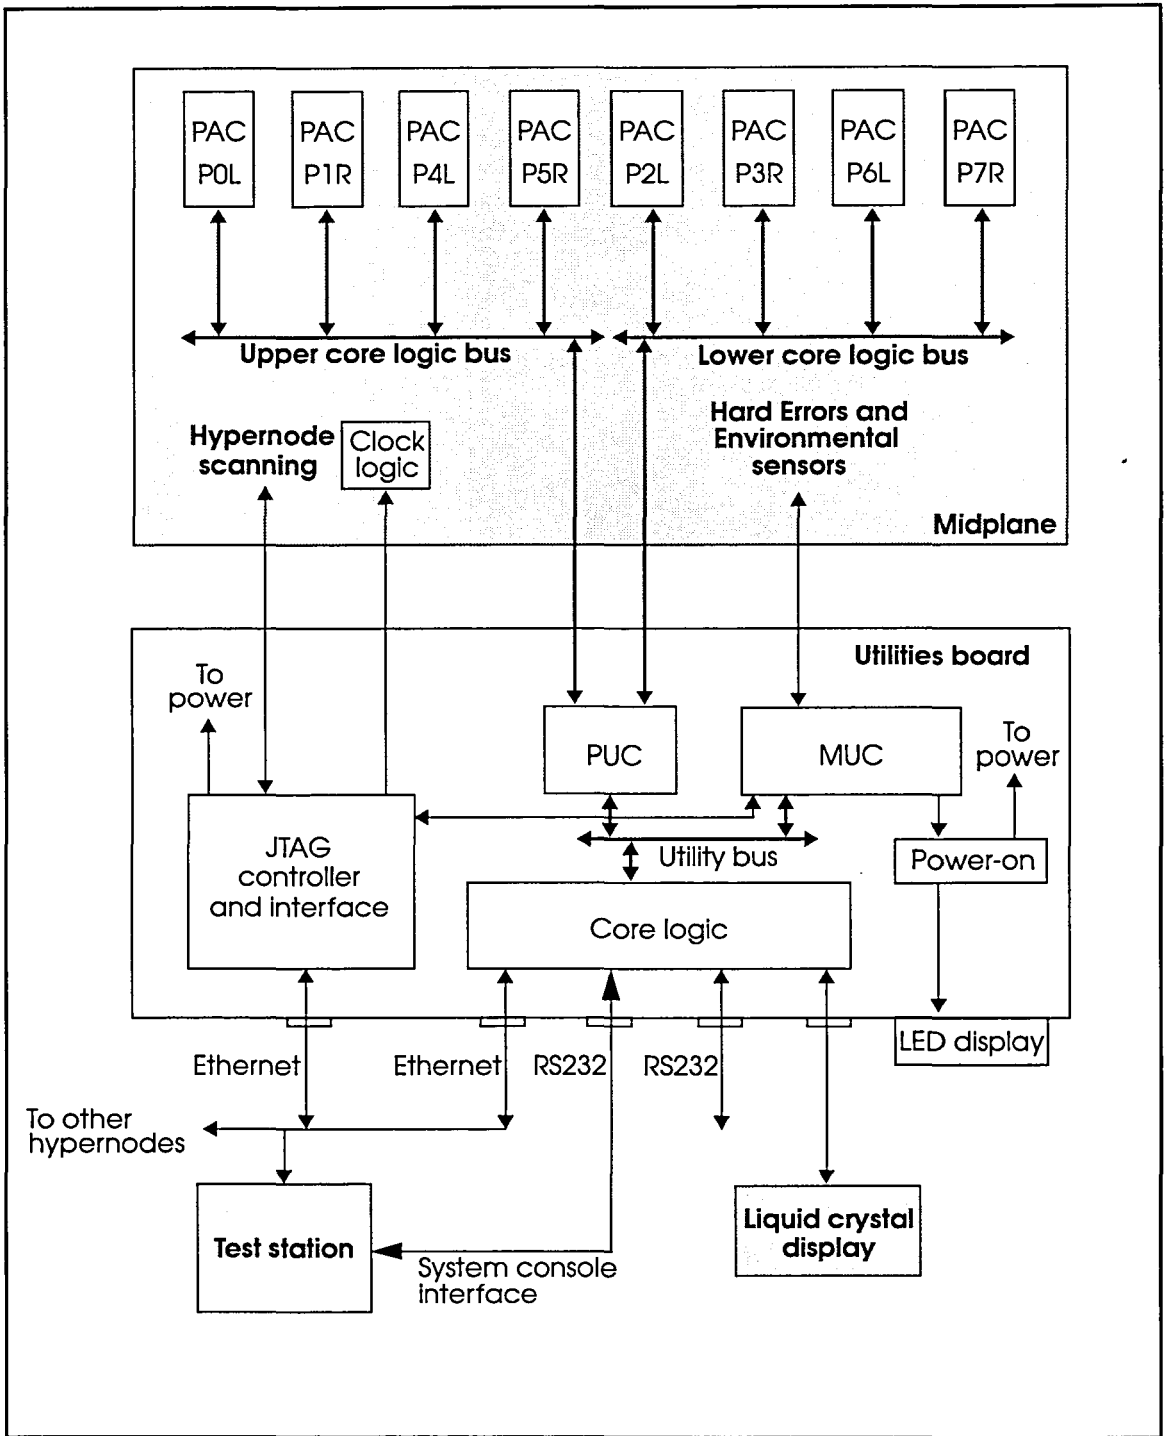 PAC P0L
PAC P1R
PAC P4L
PAC P5R
PAC P2L
PAC P3R
PAC P6L
PAC P7R
Upper core logic bus
Lower core logic bus
Hypernode
scanning
Clock
logic
Hard Errors and
Environmental
sensors
Midplane
Utilities board
To
power
PUC
MUC
To
power
JTAG
controller
and interface
Utility bus
Power-on
Core logic
LED display
Ethernet
Ethernet
RS232
RS232
To other
hypernodes
Test station
System console
interface
Liquid crystal
display